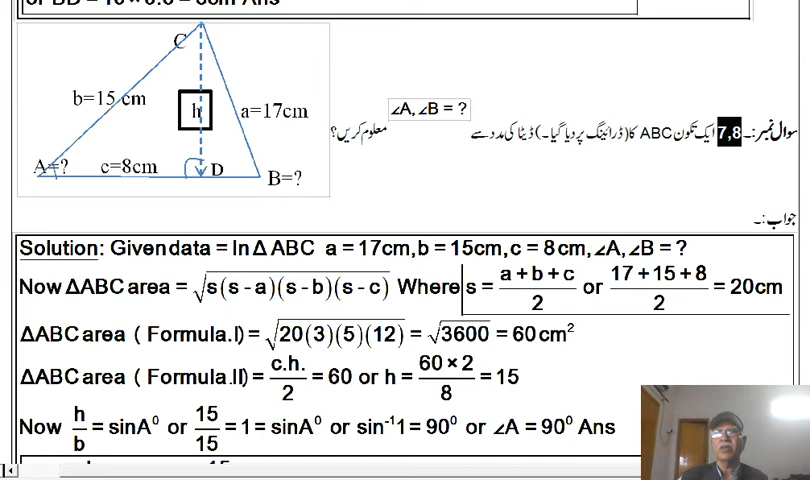 C
b=15 cm
h
a=17cm
A=?
c=8cm
D
B=?
∠A, ∠B = ?
سوال نمبر:۔ 7,8 ایک تکون ABC کا (ڈرائینگ پر دیا گیا۔) ڈیٹا کی مدد سے معلوم کریں؟
جواب:۔
Solution: Given data = In Δ ABC a = 17cm, b = 15cm, c = 8cm, ∠A, ∠B = ?
Now ΔABC area = √s(s-a)(s-b)(s-c) Where s = a+b+c/2 or 17+15+8/2 = 20cm
ΔABC area ( Formula.I) = √20(3)(5)(12) = √3600 = 60cm²
ΔABC area ( Formula.II) = c.h./2 = 60 or h = 60×2/8 = 15
Now h/b = sinA⁰ or 15/15 = 1 = sinA⁰ or sin⁻¹1 = 90⁰ or ∠A = 90⁰ Ans